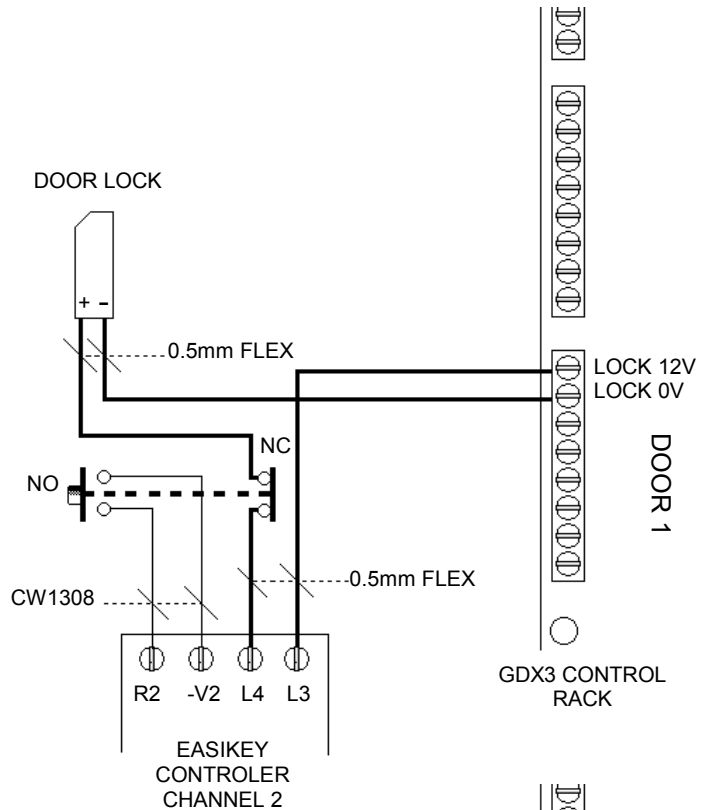 DOOR LOCK
+ -
0.5mm FLEX
LOCK 12V
LOCK 0V
NC
NO
DOOR 1
0.5mm FLEX
CW1308
R2 -V2 L4 L3
GDX3 CONTROL
RACK
EASIKEY
CONTROLER
CHANNEL 2